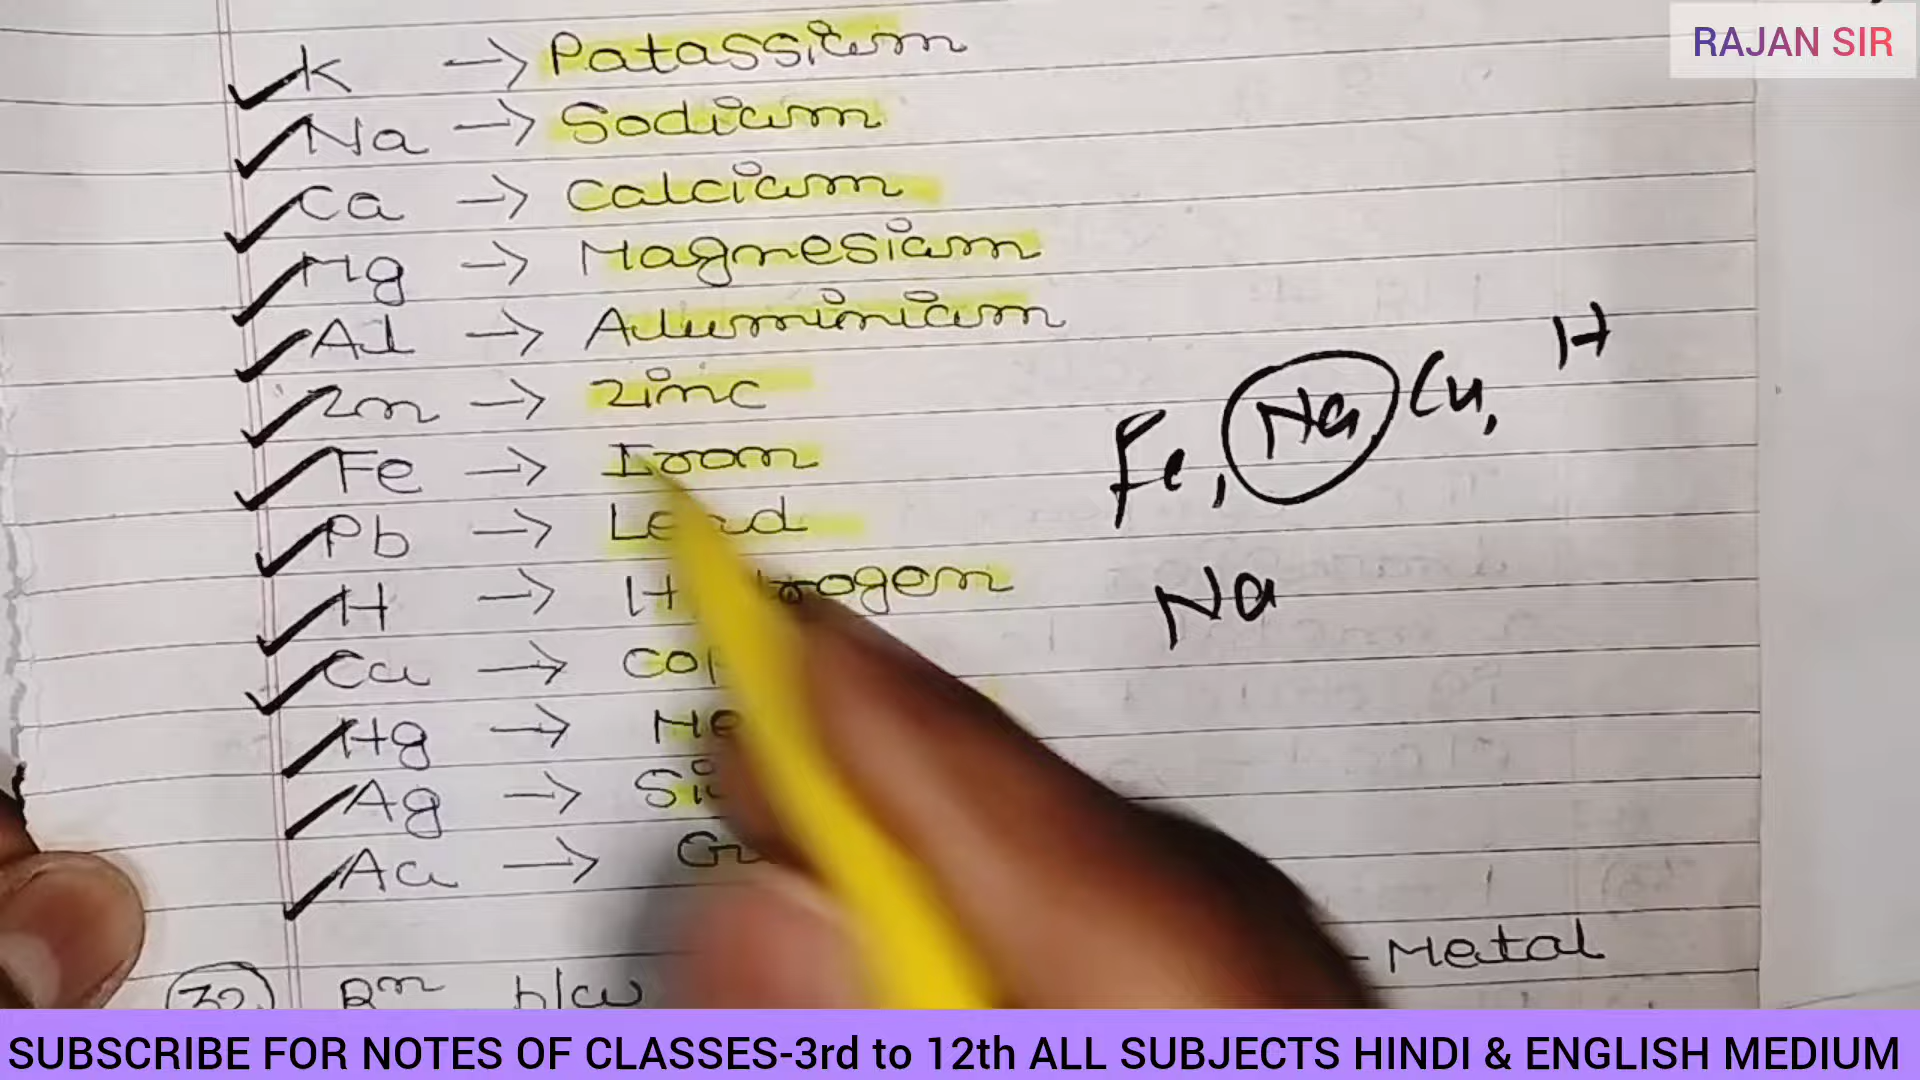 RAJAN SIR
K → Patassium
Na → Sodium
Ca → Calcium
Mg → Magnesium
Al → Aluminium
Zn → Zinc
Fe → Iron
Pb → Lead
H →
Cu →
Hg →
Ag →
Au →
Fe, Na Cu, H
Na
Metal
32. Rn b/w
SUBSCRIBE FOR NOTES OF CLASSES-3rd to 12th ALL SUBJECTS HINDI & ENGLISH MEDIUM